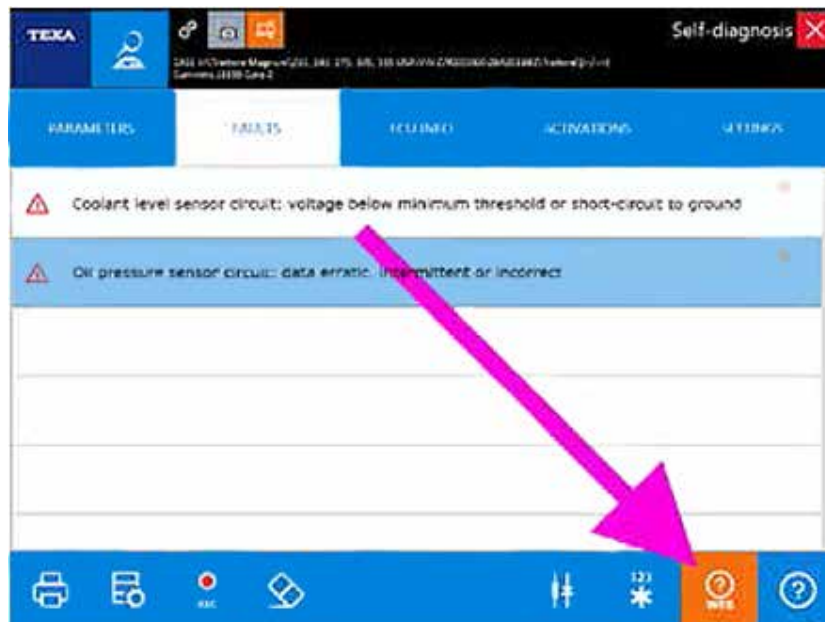 TEXA
Self-diagnosis
PARAMETERS
FAULTS
ECU INFO
ACTIVATIONS
SETTINGS
Coolant level sensor circuit: voltage below minimum threshold or short-circuit to ground
Oil pressure sensor circuit: data erratic, intermittent or incorrect
REC
123
WEB